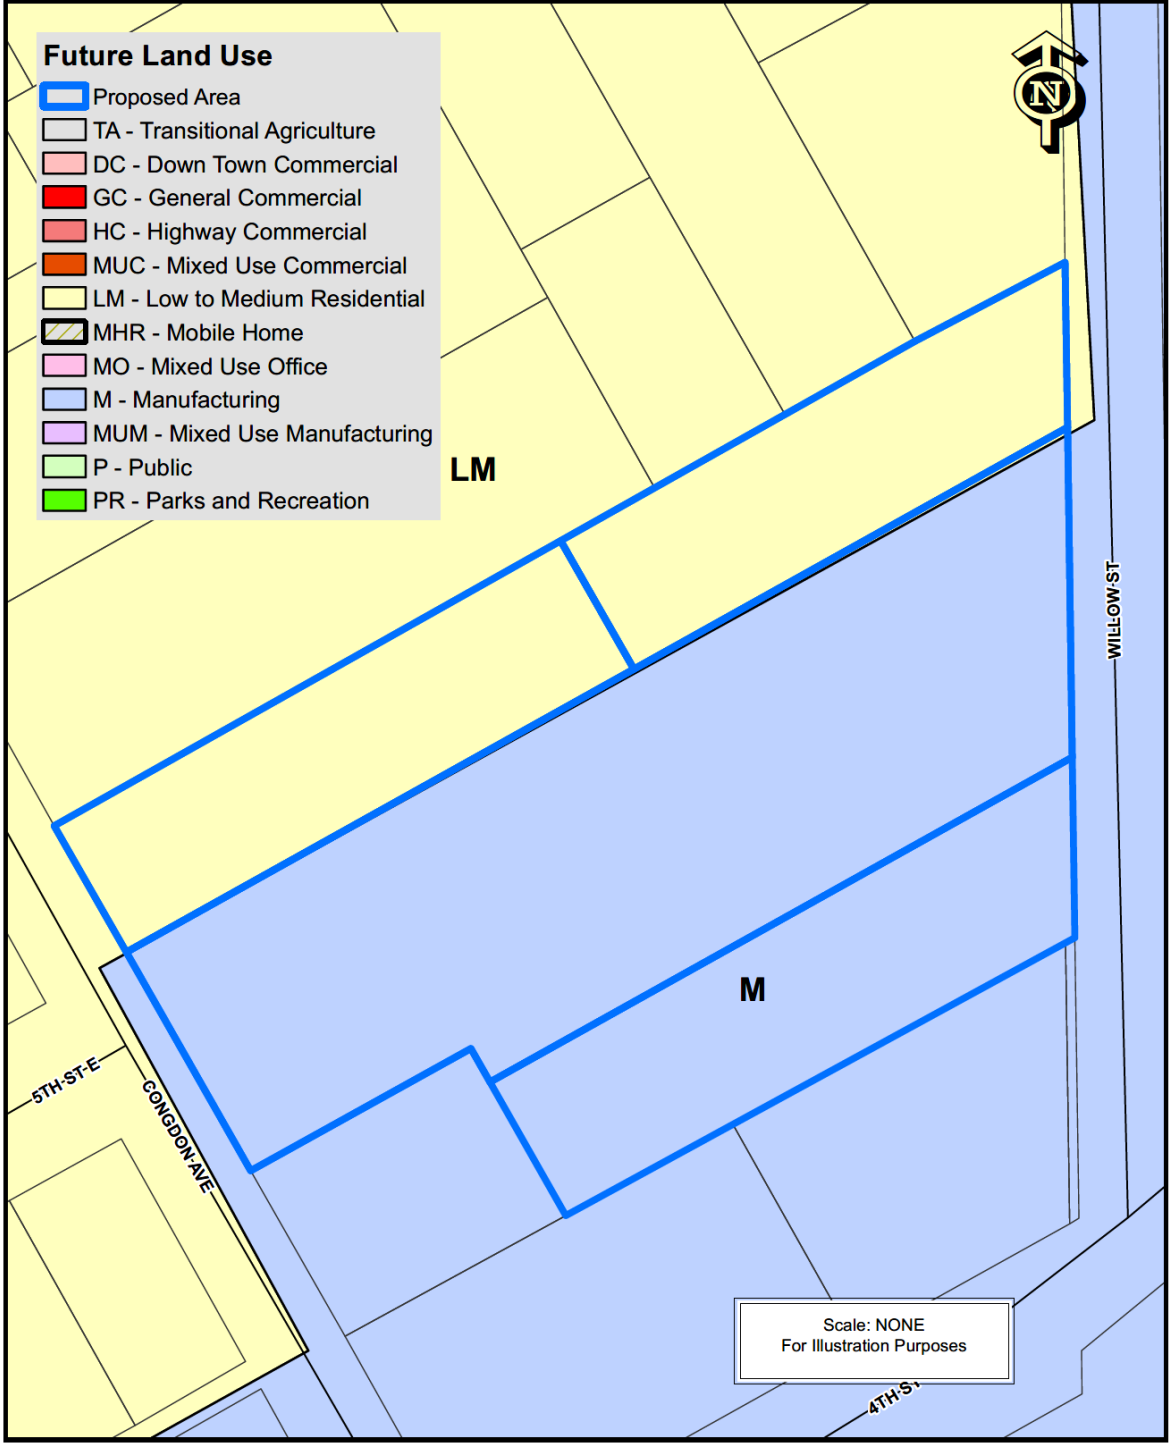 Future Land Use
Proposed Area
TA - Transitional Agriculture
DC - Down Town Commercial
GC - General Commercial
HC - Highway Commercial
MUC - Mixed Use Commercial
LM - Low to Medium Residential
MHR - Mobile Home
MO - Mixed Use Office
M - Manufacturing
MUM - Mixed Use Manufacturing
P - Public
PR - Parks and Recreation
N
LM
WILLOW ST
M
5TH ST E
CONGDON AVE
Scale: NONE
For Illustration Purposes
4TH ST